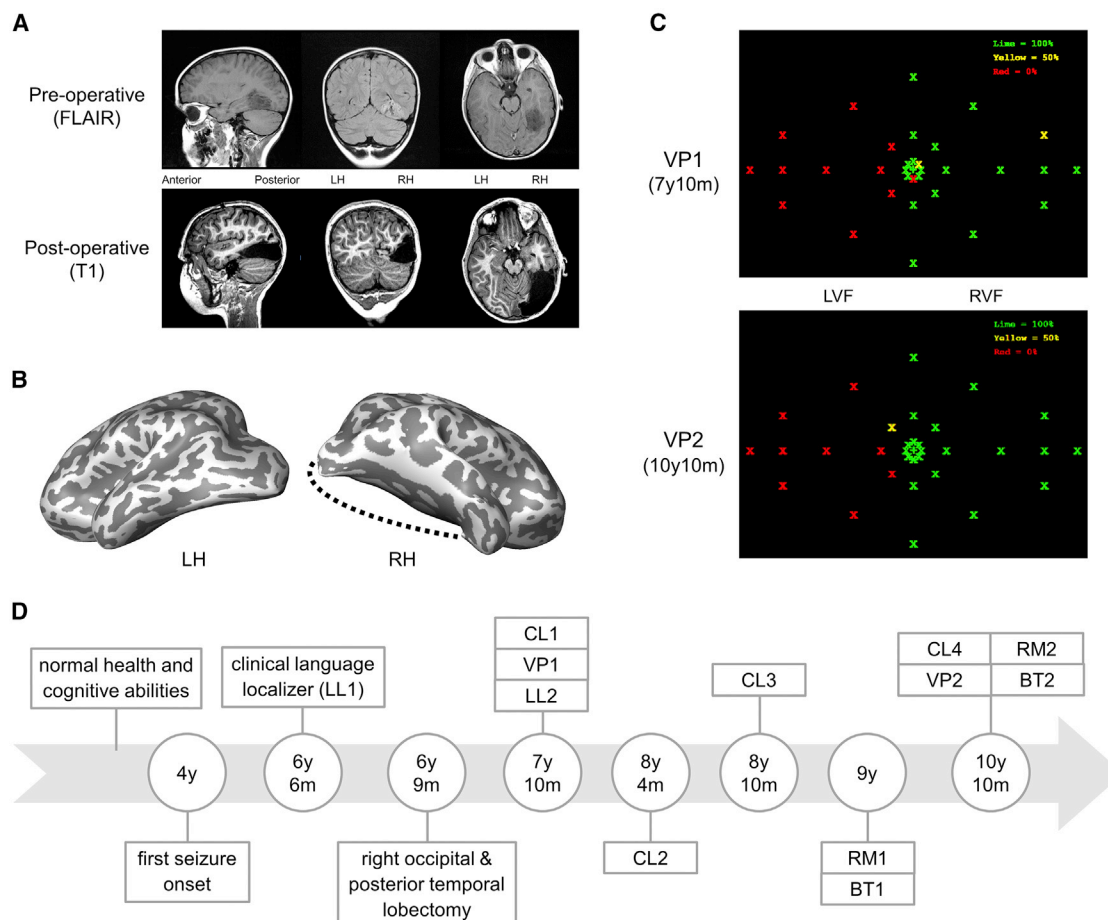 A
Pre-operative
(FLAIR)
Anterior Posterior LH RH LH RH
Post-operative
(T1)
B
LH RH
C
Lime = 100%
Yellow = 50%
Red = 0%
VP1
(7y10m)
LVF RVF
Lime = 100%
Yellow = 50%
Red = 0%
VP2
(10y10m)
D
normal health and
cognitive abilities
clinical language
localizer (LL1)
CL1
VP1
LL2
CL3
CL4 RM2
VP2 BT2
4y
6y
6m
6y
9m
7y
10m
8y
4m
8y
10m
9y
10y
10m
first seizure
onset
right occipital &
posterior temporal
lobectomy
CL2
RM1
BT1